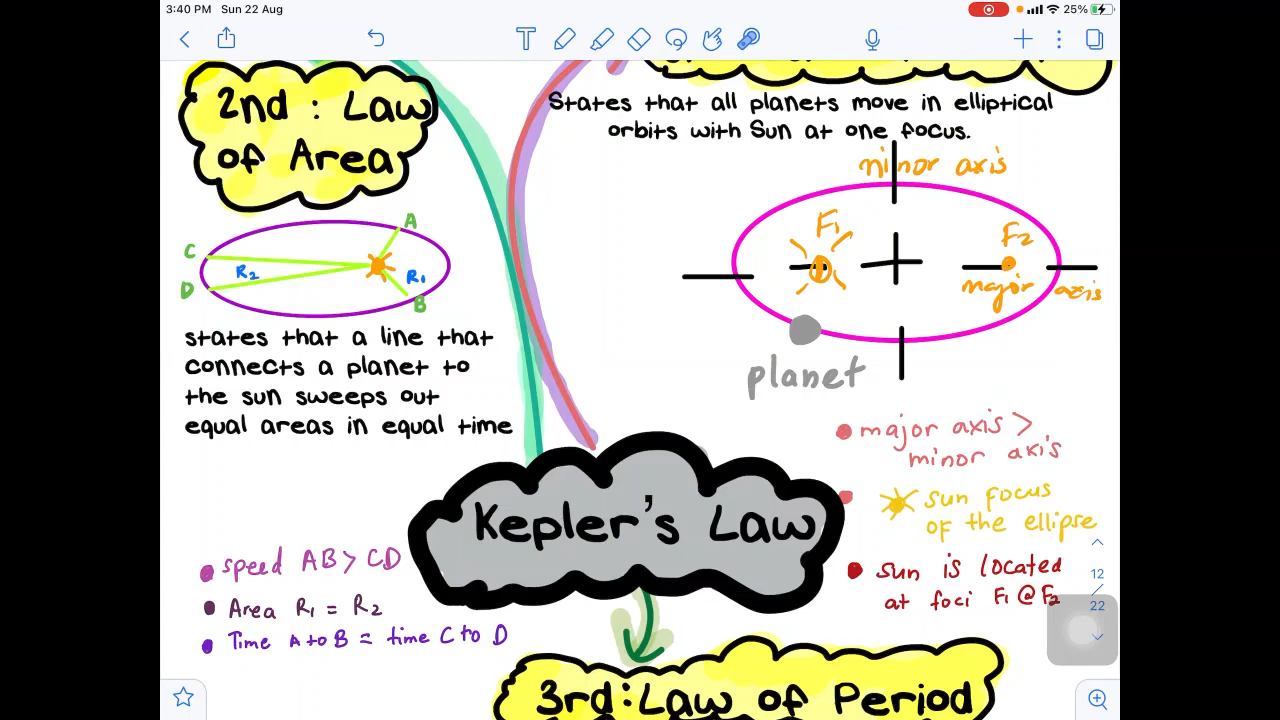 3:40 PM Sun 22 Aug
25%
2nd : Law
of Area
States that all planets move in elliptical
orbits with Sun at one focus.
minor axis
F1
F2
major axis
planet
A
C
R2
R1
D
B
states that a line that
connects a planet to
the sun sweeps out
equal areas in equal time
major axis >
minor axis
sun focus
of the ellipse
sun is located
at foci F1 @ F2
Kepler's Law
speed AB > CD
Area R1 = R2
Time A to B = time C to D
12
/
22
3rd: Law of Period